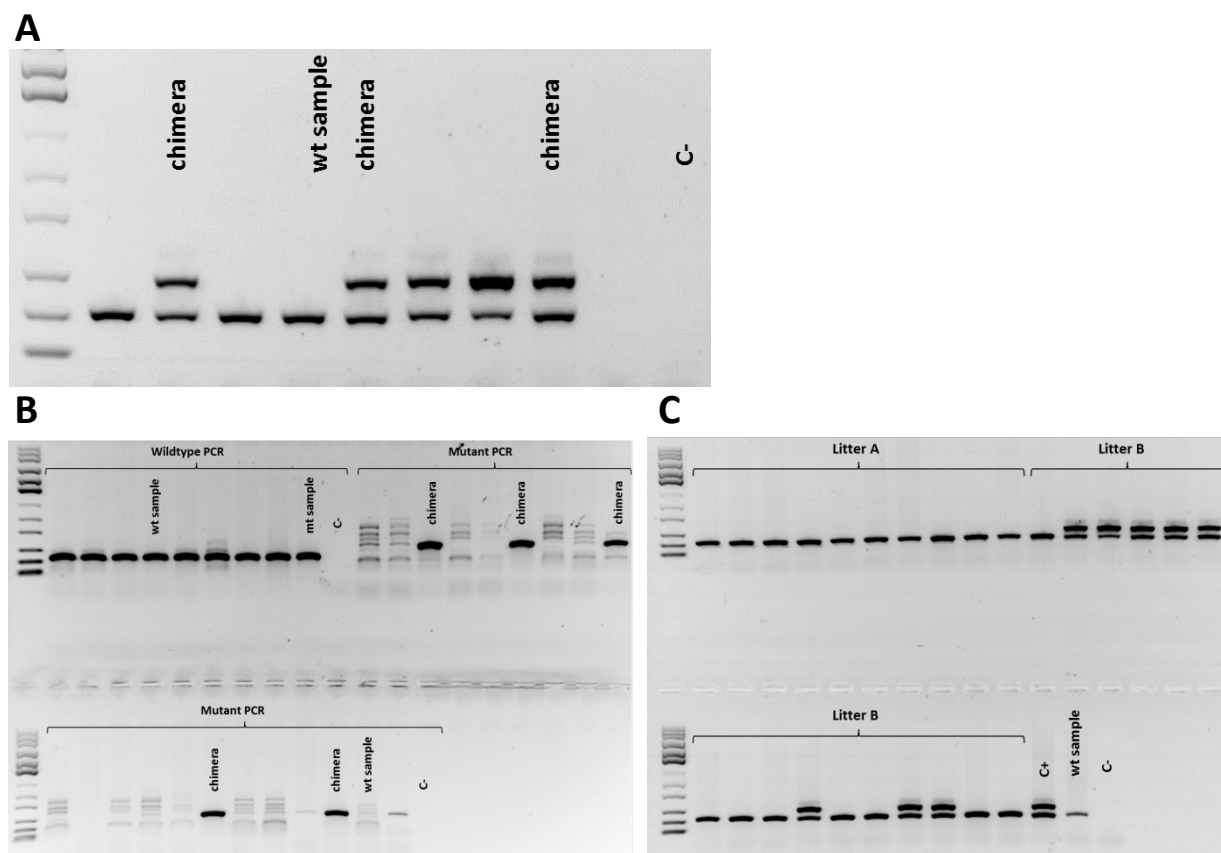 A
chimera
wt sample
chimera
chimera
C-
B
Wildtype PCR
Mutant PCR
wt sample
mt sample
C-
chimera
chimera
chimera
Mutant PCR
chimera
chimera
wt sample
C-
C
Litter A
Litter B
Litter B
C+
wt sample
C-